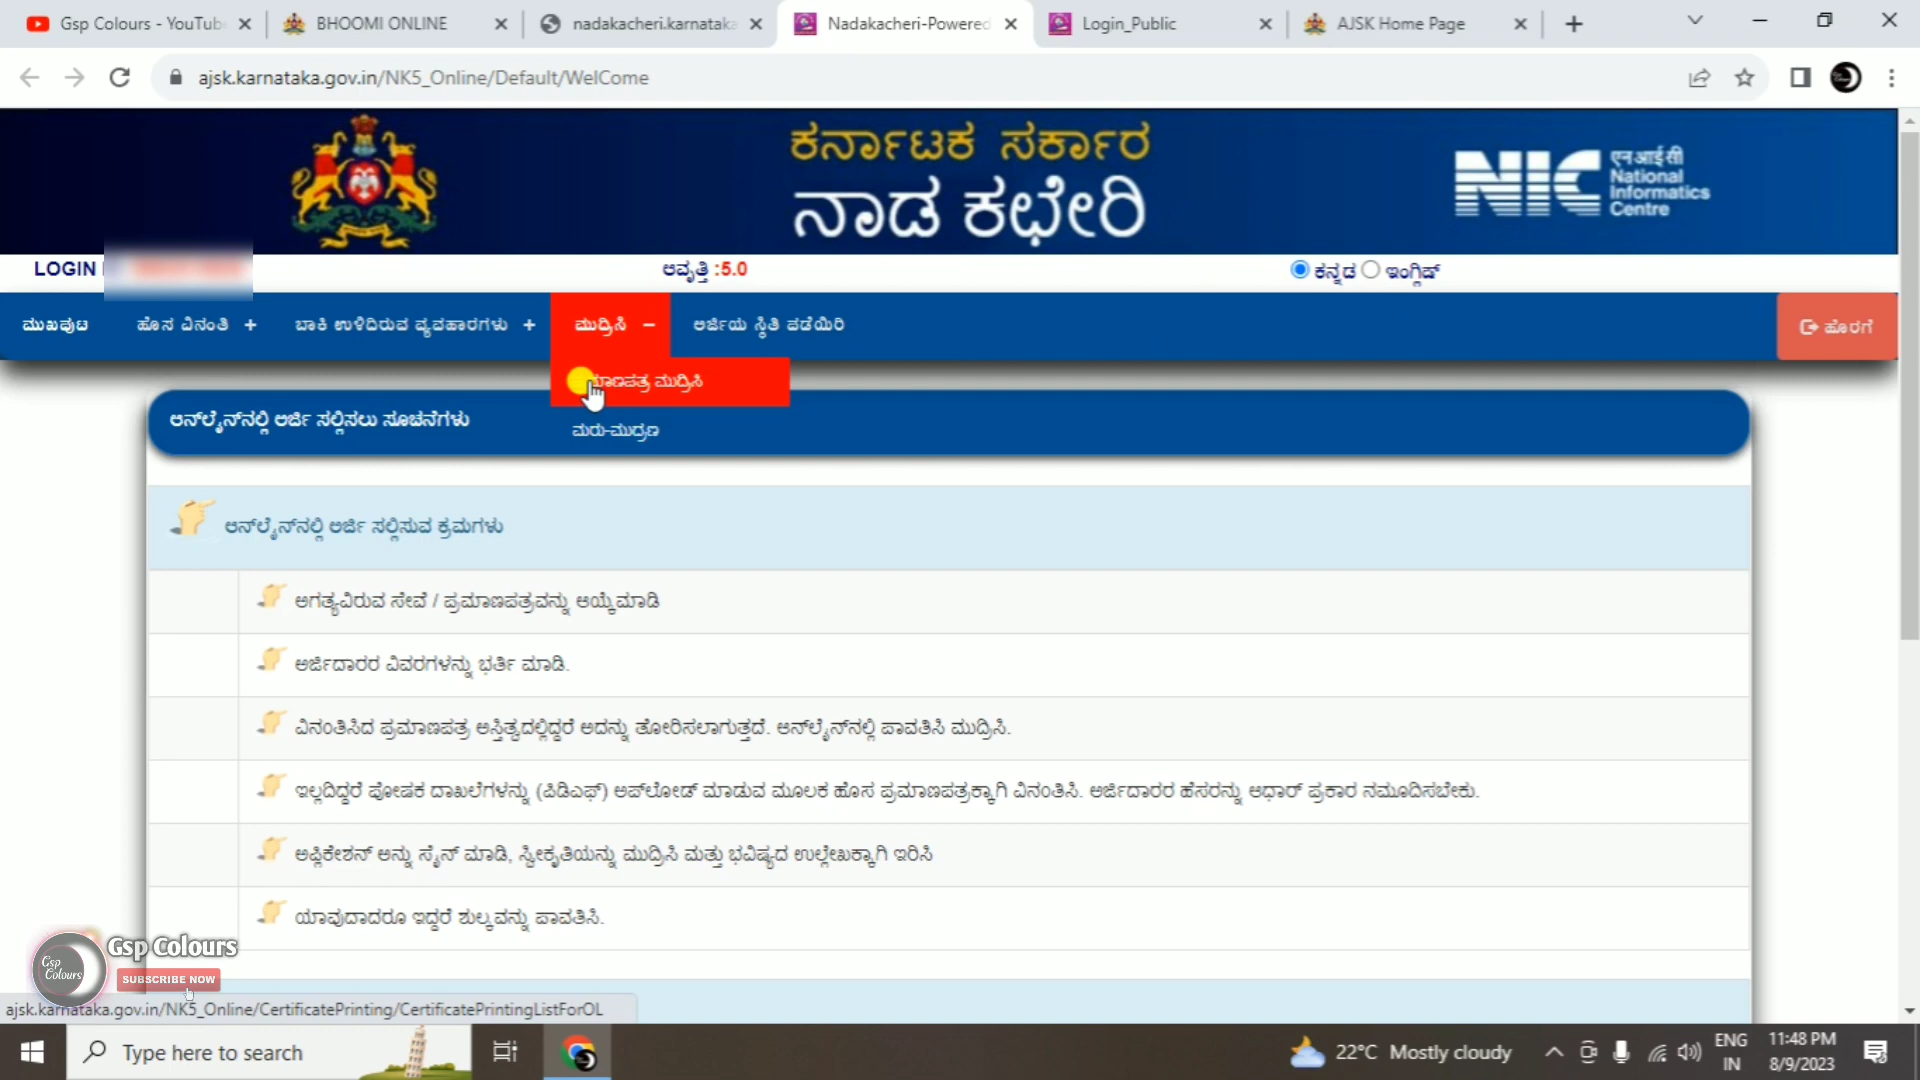 Gsp Colours - YouTub
BHOOMI ONLINE
nadakacheri.karnataka
Nadakacheri-Powered
Login_Public
AJSK Home Page
ajsk.karnataka.gov.in/NK5_Online/Default/WelCome
ಕರ್ನಾಟಕ ಸರ್ಕಾರ
ನಾಡ ಕಛೇರಿ
NIC
एन आई सी
National
Informatics
Centre
LOGIN
ಆವೃತ್ತಿ :5.0
ಕನ್ನಡ ಇಂಗ್ಲಿಷ್
ಮುಖಪುಟ
ಹೊಸ ವಿನಂತಿ +
ಬಾಕಿ ಉಳಿದಿರುವ ವ್ಯವಹಾರಗಳು +
ಮುದ್ರಿಸಿ −
ಅರ್ಜಿಯ ಸ್ಥಿತಿ ಪಡೆಯಿರಿ
ಹೊರಗೆ
ಮುದ್ರಿಸಿ
ಮರು-ಮುದ್ರಣ
ಆನ್‌ಲೈನ್‌ನಲ್ಲಿ ಅರ್ಜಿ ಸಲ್ಲಿಸಲು ಸೂಚನೆಗಳು
ಆನ್‌ಲೈನ್‌ನಲ್ಲಿ ಅರ್ಜಿ ಸಲ್ಲಿಸುವ ಕ್ರಮಗಳು
ಅಗತ್ಯವಿರುವ ಸೇವೆ / ಪ್ರಮಾಣಪತ್ರವನ್ನು ಆಯ್ಕೆಮಾಡಿ
ಅರ್ಜಿದಾರರ ವಿವರಗಳನ್ನು ಭರ್ತಿ ಮಾಡಿ.
ವಿನಂತಿಸಿದ ಪ್ರಮಾಣಪತ್ರ ಅಸ್ತಿತ್ವದಲ್ಲಿದ್ದರೆ ಅದನ್ನು ತೋರಿಸಲಾಗುತ್ತದೆ. ಆನ್‌ಲೈನ್‌ನಲ್ಲಿ ಪಾವತಿಸಿ ಮುದ್ರಿಸಿ.
ಇಲ್ಲದಿದ್ದರೆ ಪೋಷಕ ದಾಖಲೆಗಳನ್ನು (ಪಿಡಿಎಫ್) ಅಪ್‌ಲೋಡ್ ಮಾಡುವ ಮೂಲಕ ಹೊಸ ಪ್ರಮಾಣಪತ್ರಕ್ಕಾಗಿ ವಿನಂತಿಸಿ. ಅರ್ಜಿದಾರರ ಹೆಸರನ್ನು ಆಧಾರ್ ಪ್ರಕಾರ ನಮೂದಿಸಬೇಕು.
ಅಪ್ಲಿಕೇಶನ್ ಅನ್ನು ಸೈನ್ ಮಾಡಿ, ಸ್ವೀಕೃತಿಯನ್ನು ಮುದ್ರಿಸಿ ಮತ್ತು ಭವಿಷ್ಯದ ಉಲ್ಲೇಖಕ್ಕಾಗಿ ಇರಿಸಿ
ಯಾವುದಾದರೂ ಇದ್ದರೆ ಶುಲ್ಕವನ್ನು ಪಾವತಿಸಿ.
Gsp Colours
Gsp
Colours
SUBSCRIBE NOW
ajsk.karnataka.gov.in/NK5_Online/CertificatePrinting/CertificatePrintingListForOL
Type here to search
22°C Mostly cloudy
ENG
IN
11:48 PM
8/9/2023